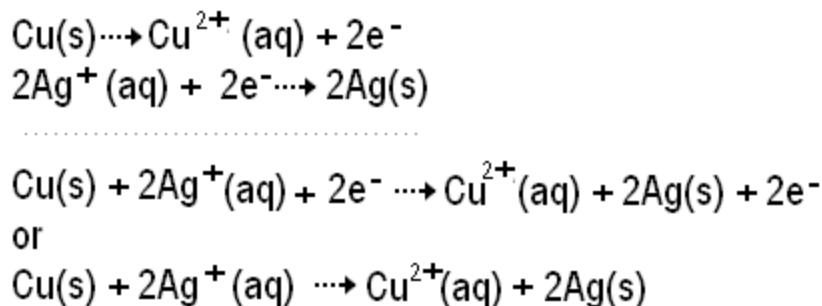 Cu(s)····→Cu²⁺ (aq) + 2e⁻
2Ag⁺ (aq) + 2e⁻····→ 2Ag(s)
Cu(s) + 2Ag⁺(aq) + 2e⁻ ····→ Cu²⁺(aq) + 2Ag(s) + 2e⁻
or
Cu(s) + 2Ag⁺(aq) ····→ Cu²⁺(aq) + 2Ag(s)